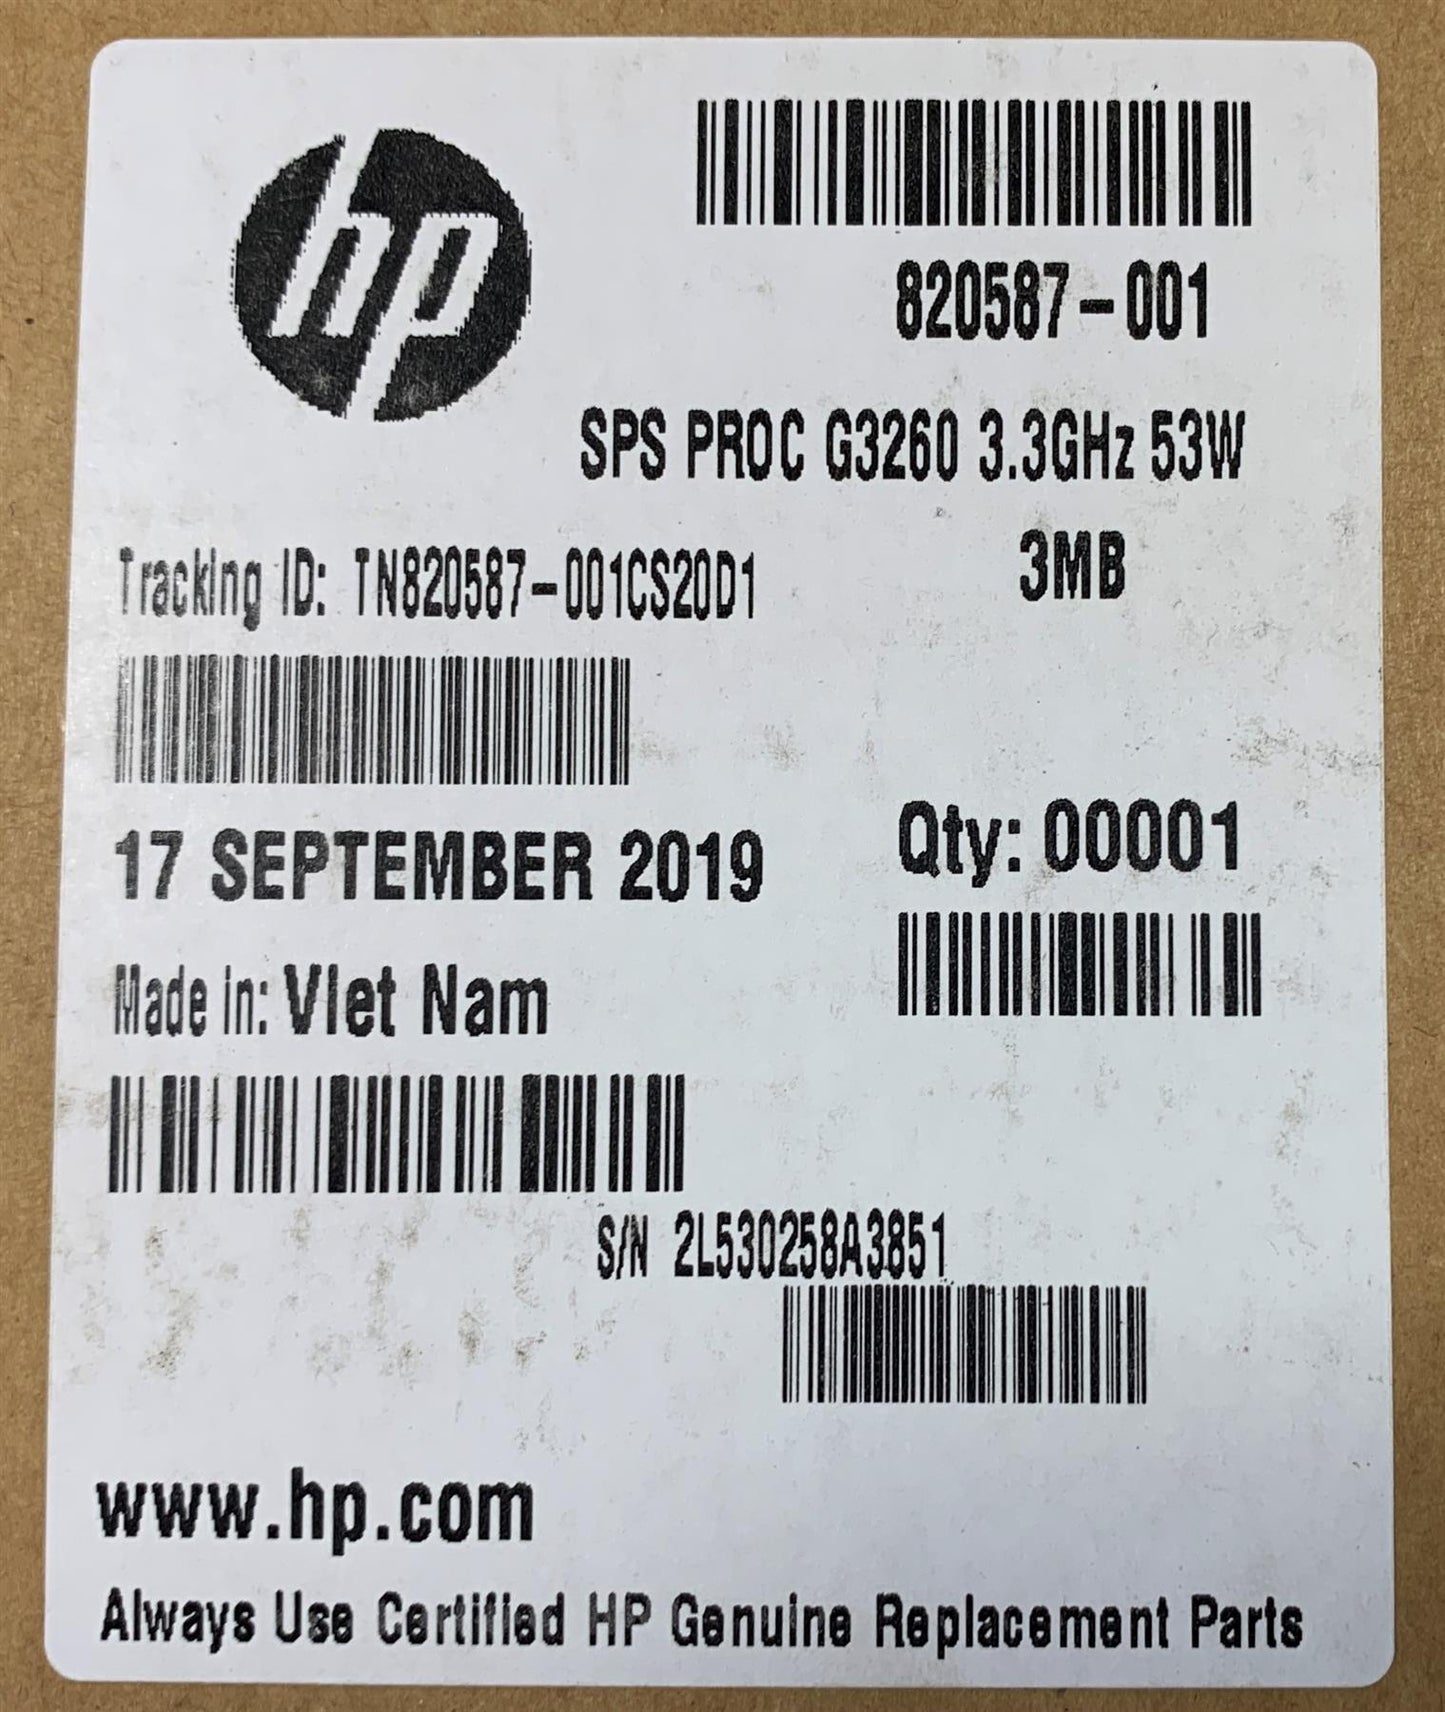 hp
820587-001
SPS PROC G3260 3.3GHz 53W
3MB
Tracking ID: TN820587-001CS20D1
17 SEPTEMBER 2019
Qty: 00001
Made in: Viet Nam
S/N 2L530258A3851
www.hp.com
Always Use Certified HP Genuine Replacement Parts